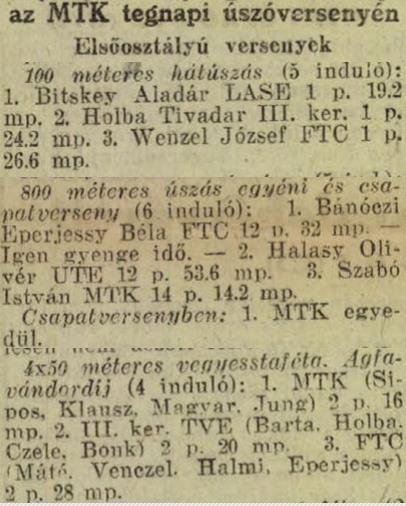 az MTK tegnapi úszóversenyén
Elsőosztályú versenyek
100 méteres hátúszás (5 induló):
1. Bitskey Aladár LASE 1 p. 19.2
mp. 2. Holba Tivadar III. ker. 1 p.
24.2 mp. 3. Wenzel József FTC 1 p.
26.6 mp.
800 méteres úszás egyéni és csa-
patverseny (6 induló): 1. Bánóczi
Eperjessy Béla FTC 12 p. 32 mp. —
Igen gyenge idő. — 2. Halasy Oli-
vér UTE 12 p. 53.6 mp. 3. Szabó
István MTK 14 p. 14.2 mp.
Csapatversenyben: 1. MTK egye-
dül.
4x50 méteres vegyesstaféta. Agfa-
vándordíj (4 induló): 1. MTK (Si-
pos, Klausz, Magyar, Jung) 2 p. 16
mp. 2. III. ker. TVE (Barta, Holba,
Czele, Bonk) 2 p. 20 mp. 3. FTC
(Máté, Venczel, Halmi, Eperjessy)
2 p. 28 mp.